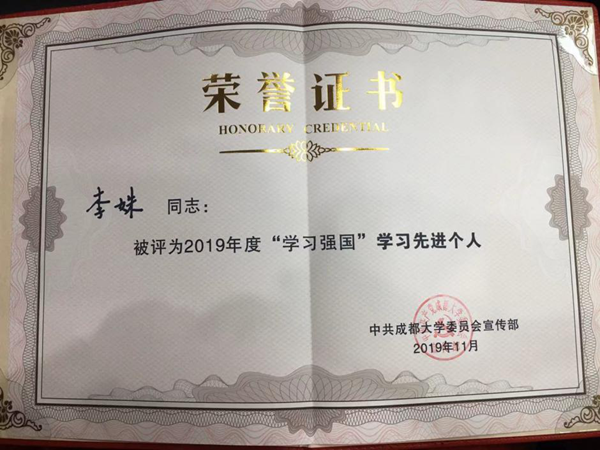 荣誉证书
HONORARY CREDENTIAL
李姝 同志：
被评为2019年度“学习强国”学习先进个人
中共成都大学委员会宣传部
2019年11月